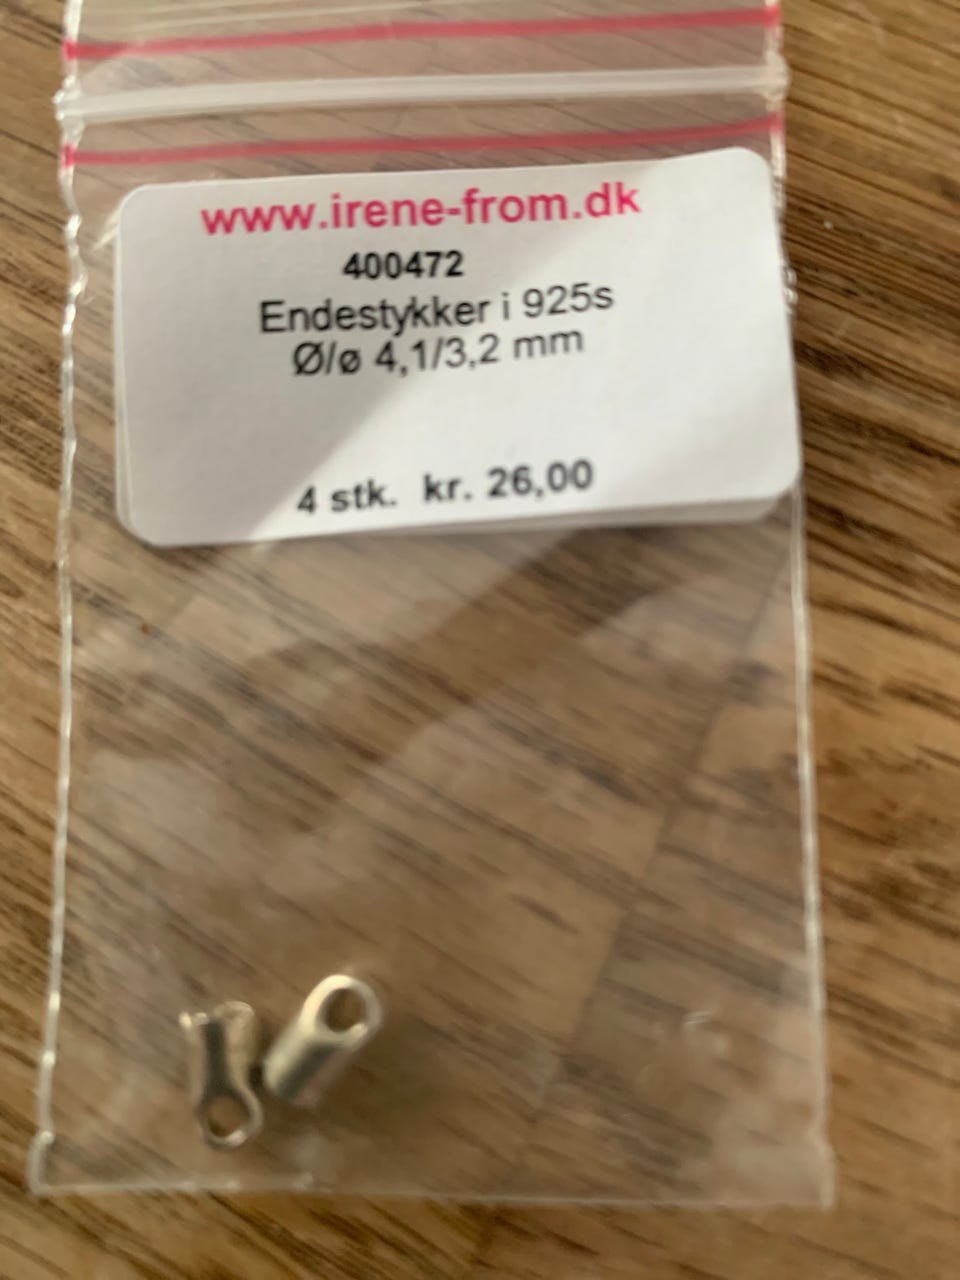 www.irene-from.dk
400472
Endestykker i 925s
Ø/ø 4,1/3,2 mm
4 stk. kr. 26,00